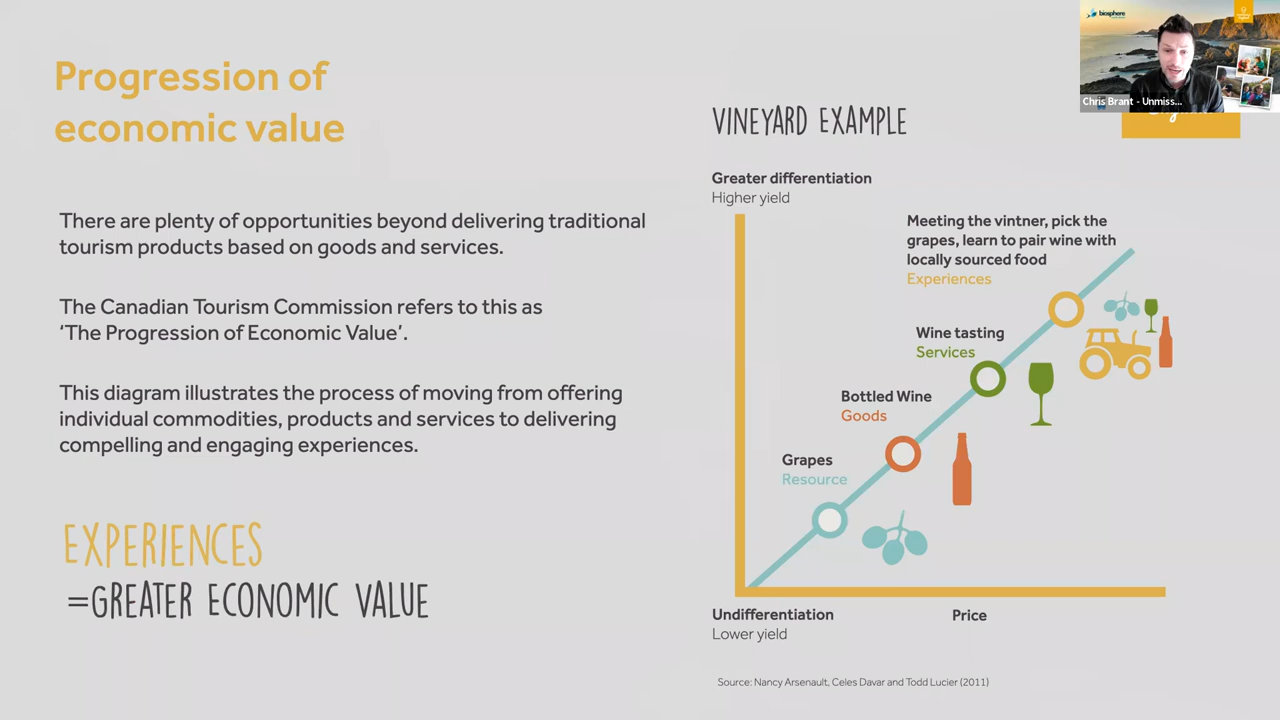 Progression of
economic value
There are plenty of opportunities beyond delivering traditional
tourism products based on goods and services.
The Canadian Tourism Commission refers to this as
‘The Progression of Economic Value’.
This diagram illustrates the process of moving from offering
individual commodities, products and services to delivering
compelling and engaging experiences.
EXPERIENCES
=GREATER ECONOMIC VALUE
VINEYARD EXAMPLE
Greater differentiation
Higher yield
Meeting the vintner, pick the
grapes, learn to pair wine with
locally sourced food
Experiences
Wine tasting
Services
Bottled Wine
Goods
Grapes
Resource
Undifferentiation
Lower yield
Price
Source: Nancy Arsenault, Celes Davar and Todd Lucier (2011)
biosphere
Chris Brant - Unmiss...